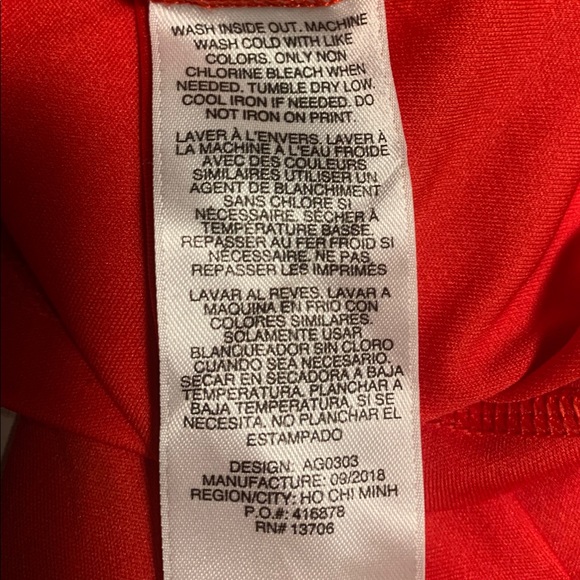 WASH INSIDE OUT. MACHINE
WASH COLD WITH LIKE
COLORS. ONLY NON
CHLORINE BLEACH WHEN
NEEDED. TUMBLE DRY LOW.
COOL IRON IF NEEDED. DO
NOT IRON ON PRINT.
LAVER À L'ENVERS. LAVER À
LA MACHINE À L'EAU FROIDE
AVEC DES COULEURS
SIMILAIRES UTILISER UN
AGENT DE BLANCHIMENT
SANS CHLORE SI
NÉCESSAIRE. SÉCHER À
TEMPÉRATURE BASSE
REPASSER AU FER FROID SI
NÉCESSAIRE. NE PAS
REPASSER LES IMPRIMÉS
LAVAR AL REVES. LAVAR A
MAQUINA EN FRIO CON
COLORES SIMILARES.
SOLAMENTE USAR
BLANQUEADOR SIN CLORO
CUANDO SEA NECESARIO.
SECAR EN SECADORA A BAJA
TEMPERATURA. PLANCHAR A
BAJA TEMPERATURA, SI SE
NECESITA. NO PLANCHAR EL
ESTAMPADO
DESIGN: AG0303
MANUFACTURE: 09/2018
REGION/CITY: HO CHI MINH
P.O.#: 416878
RN# 13706